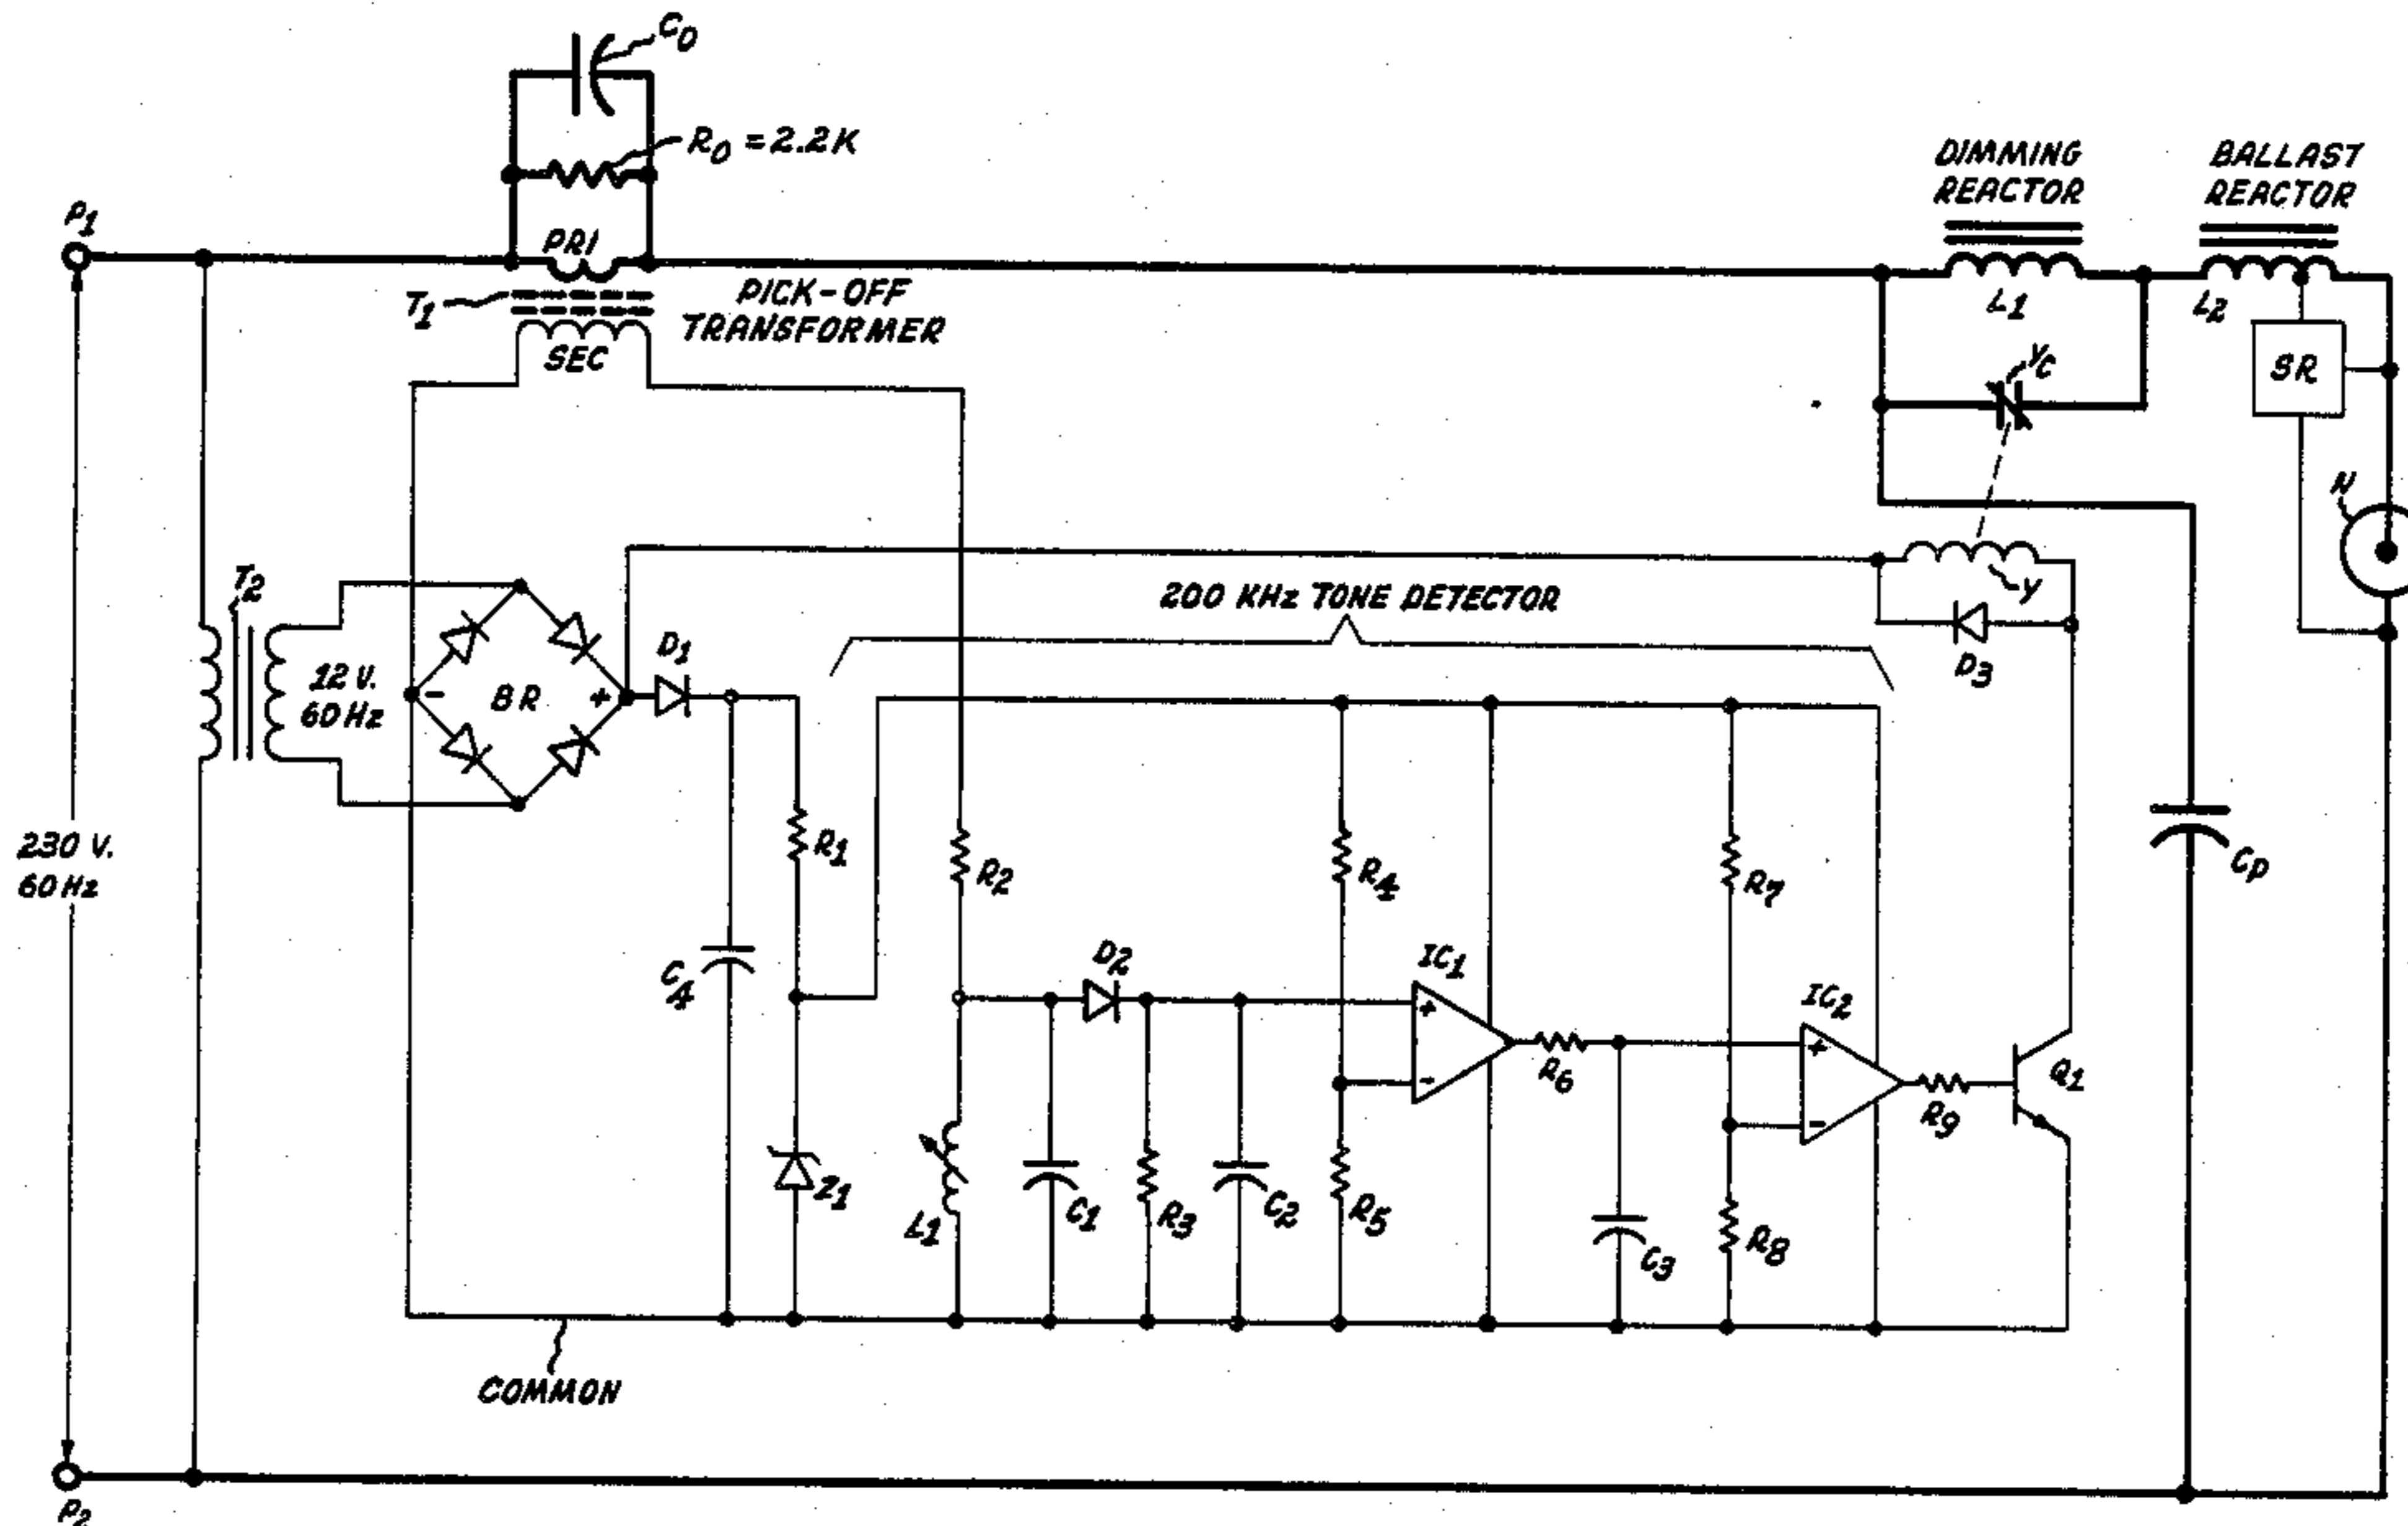 C0
R0 = 2.2K
DIMMING
REACTOR
BALLAST
REACTOR
P1
PRI
T1
PICK-OFF
TRANSFORMER
SEC
L1
L2
YC
SR
N
T2
200 KHz TONE DETECTOR
Y
D1
D3
12 V.
60 Hz
- BR +
230 V.
60 Hz
R1
R2
R4
R7
CP
C4
D2
IC1
IC2
+
-
R6
+
-
R9
Q1
Z1
L1
C1
R3
C2
R5
C3
R8
COMMON
P2